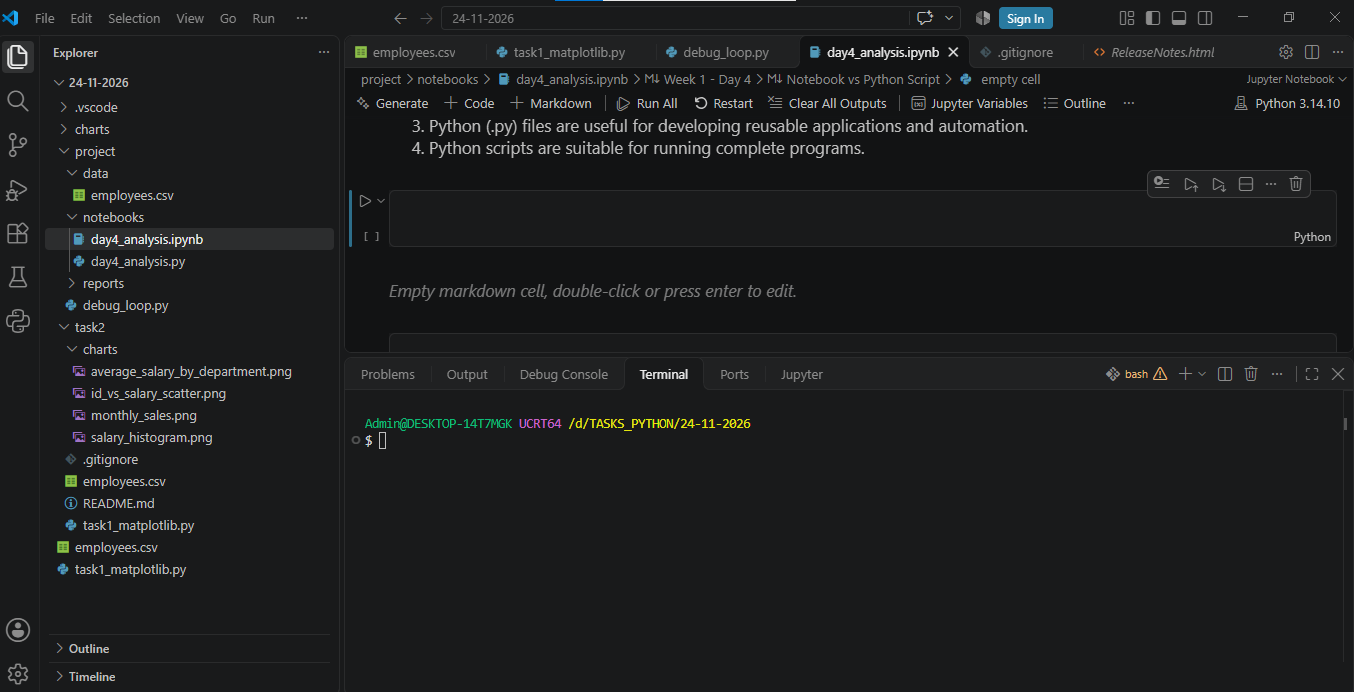 File Edit Selection View Go Run ···
24-11-2026
Sign In
Explorer ···
24-11-2026
.vscode
charts
project
data
employees.csv
notebooks
day4_analysis.ipynb
day4_analysis.py
reports
debug_loop.py
task2
charts
average_salary_by_department.png
id_vs_salary_scatter.png
monthly_sales.png
salary_histogram.png
.gitignore
employees.csv
README.md
task1_matplotlib.py
employees.csv
task1_matplotlib.py
Outline
Timeline
employees.csv task1_matplotlib.py debug_loop.py day4_analysis.ipynb .gitignore ReleaseNotes.html ···
project > notebooks > day4_analysis.ipynb > M↓ Week 1 - Day 4 > M↓ Notebook vs Python Script > empty cell
Jupyter Notebook
Generate + Code + Markdown Run All Restart Clear All Outputs Jupyter Variables Outline ··· Python 3.14.10
3. Python (.py) files are useful for developing reusable applications and automation.
4. Python scripts are suitable for running complete programs.
[ ]
Python
Empty markdown cell, double-click or press enter to edit.
Problems Output Debug Console Terminal Ports Jupyter bash ···
Admin@DESKTOP-14T7MGK UCRT64 /d/TASKS_PYTHON/24-11-2026
$